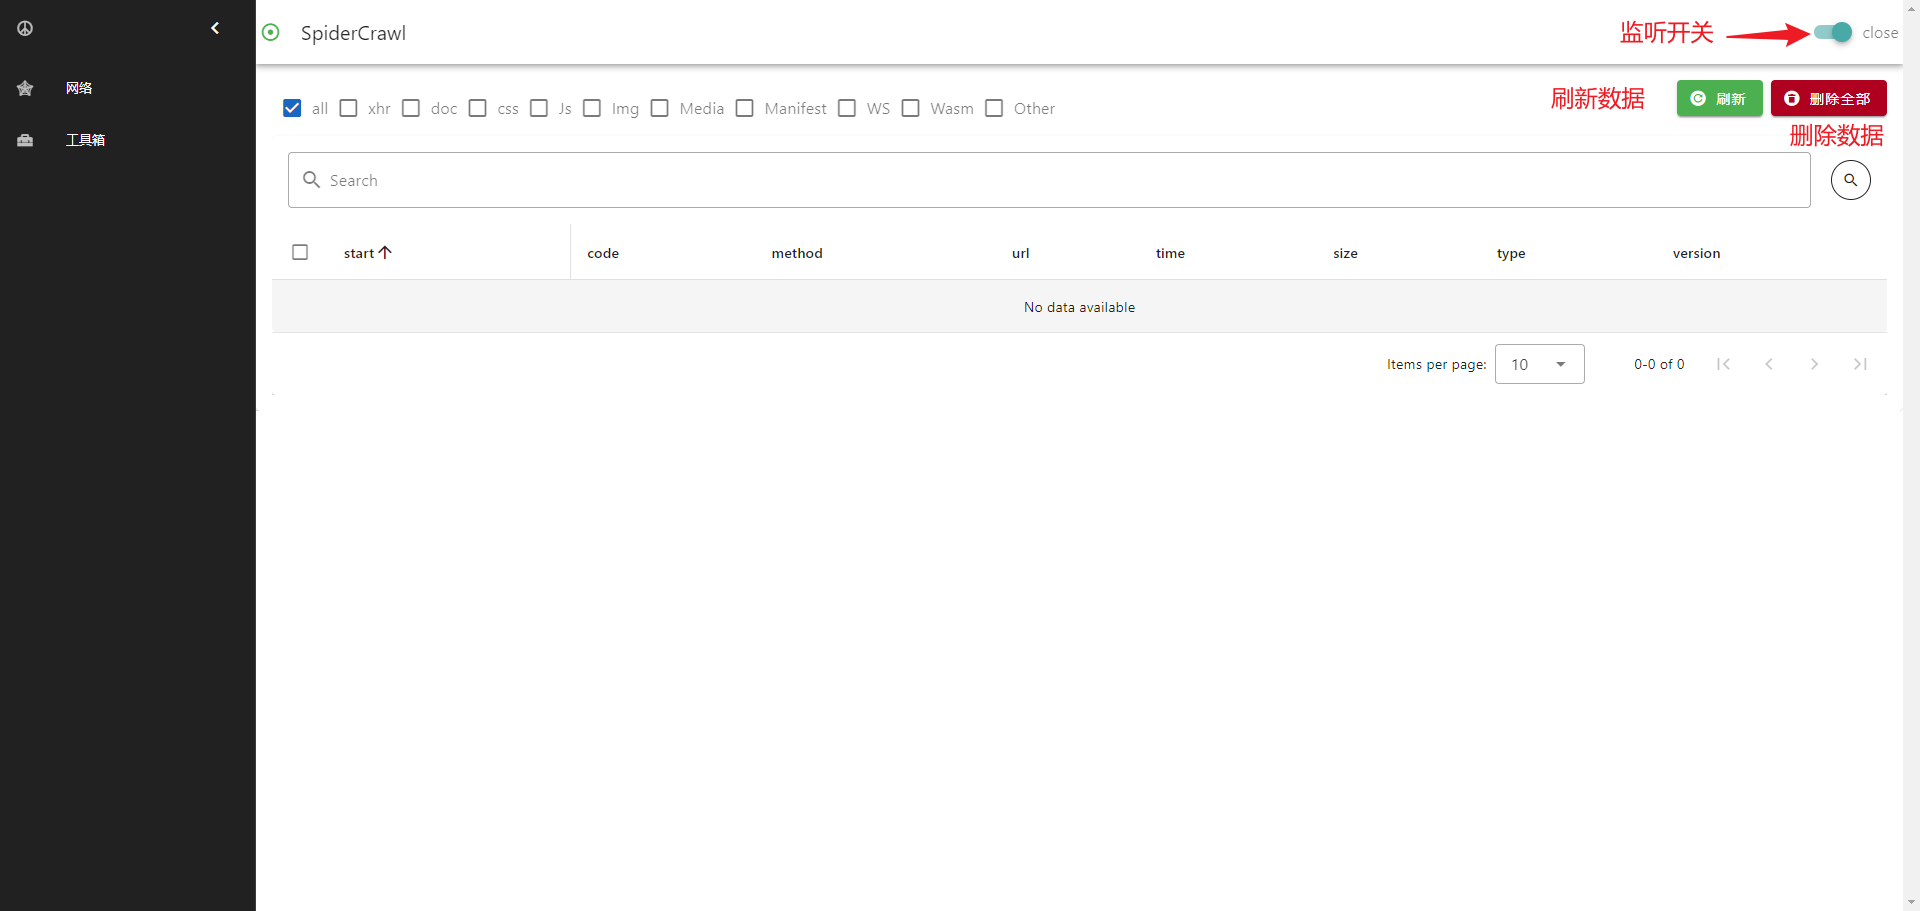 SpiderCrawl
监听开关
close
网络
工具箱
all xhr doc css Js Img Media Manifest WS Wasm Other
刷新数据
刷新
删除全部
删除数据
Search
start code method url time size type version
No data available
Items per page: 10 0-0 of 0